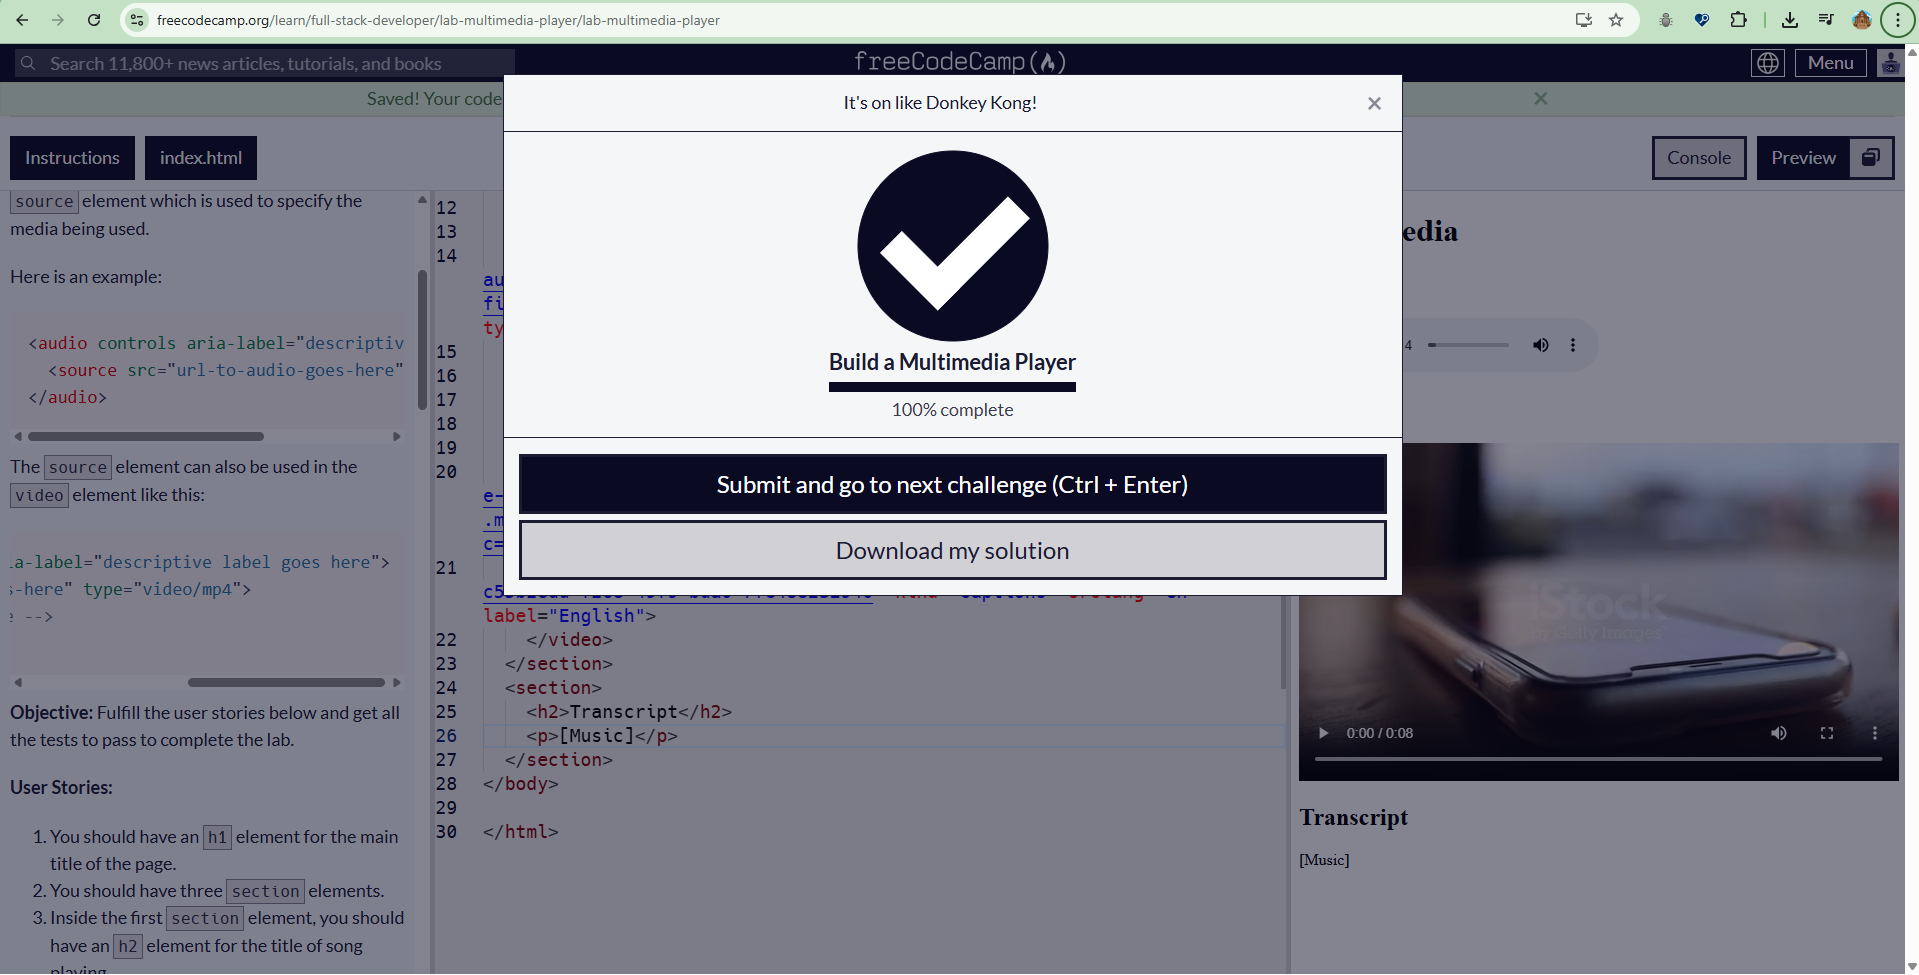 freecodecamp.org/learn/full-stack-developer/lab-multimedia-player/lab-multimedia-player
Search 11,800+ news articles, tutorials, and books
freeCodeCamp
Menu
Saved! Your code
It's on like Donkey Kong!
Instructions
index.html
Console
Preview
source element which is used to specify the
media being used.
Here is an example:
<audio controls aria-label="descriptiv
<source src="url-to-audio-goes-here"
</audio>
The source element can also be used in the
video element like this:
a-label="descriptive label goes here">
-here" type="video/mp4">
-->
Objective: Fulfill the user stories below and get all
the tests to pass to complete the lab.
User Stories:
1. You should have an h1 element for the main
title of the page.
2. You should have three section elements.
3. Inside the first section element, you should
have an h2 element for the title of song
playing
12
13
14
au
fi
ty
15
16
17
18
19
20
e-
.m
c=
21
label="English">
22 </video>
23 </section>
24 <section>
25 <h2>Transcript</h2>
26 <p>[Music]</p>
27 </section>
28 </body>
29
30 </html>
Build a Multimedia Player
100% complete
Submit and go to next challenge (Ctrl + Enter)
Download my solution
edia
4
iStock
by Getty Images
0:00 / 0:08
Transcript
[Music]